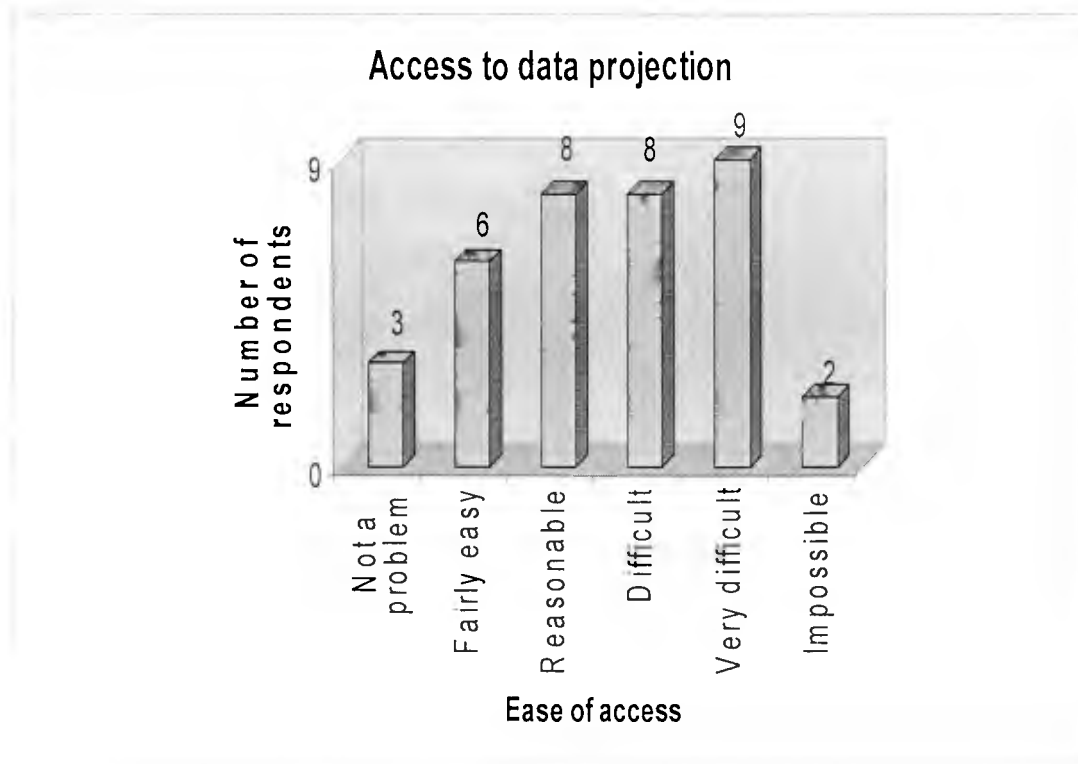 Access to data projection
9
8
8
9
6
3
2
0
Number of
respondents
Not a
problem
Fairly easy
Reasonable
Difficult
Very difficult
Impossible
Ease of access